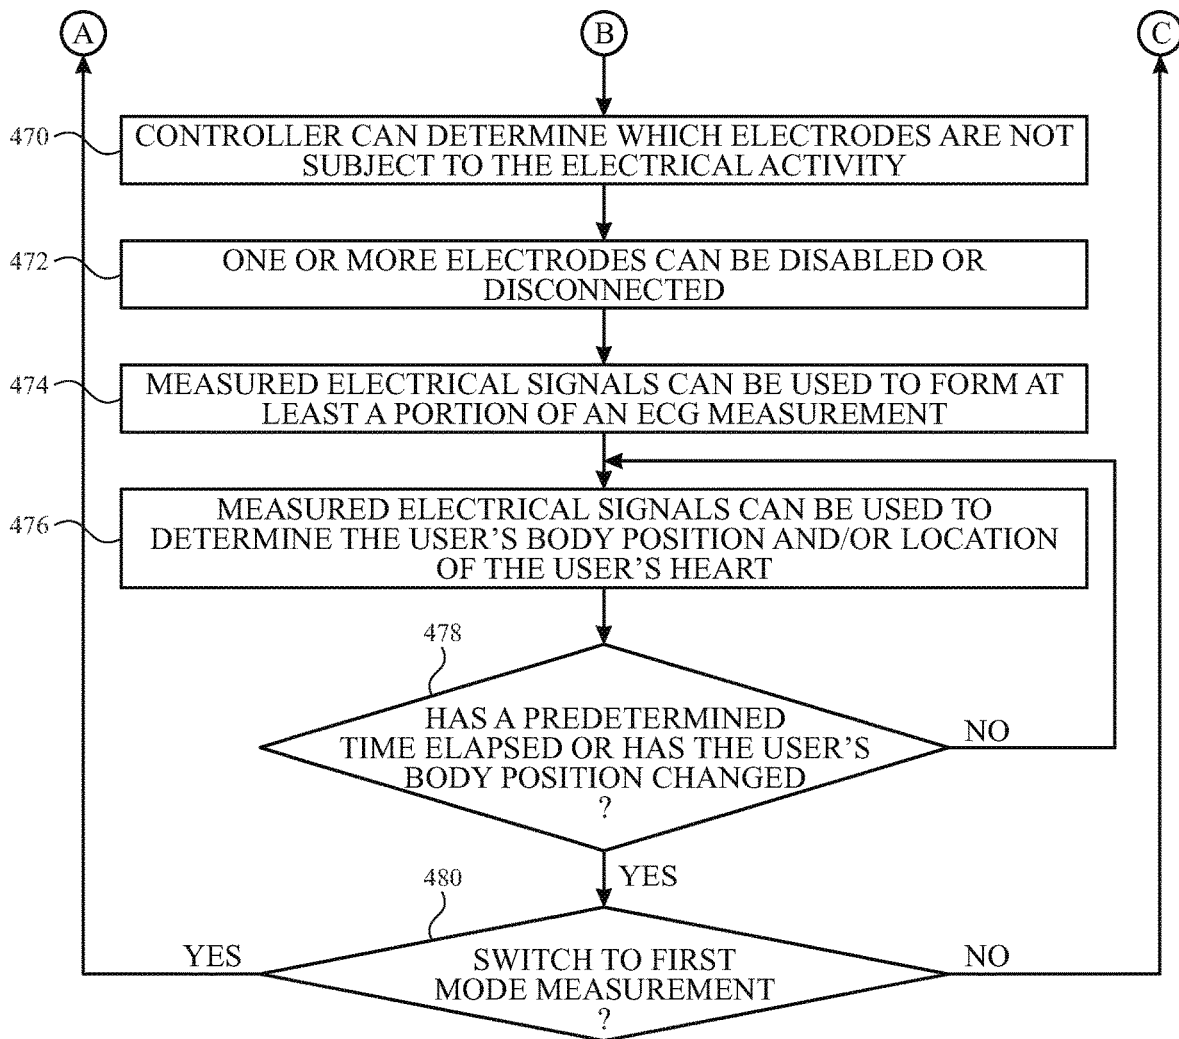 A
B
C
470
CONTROLLER CAN DETERMINE WHICH ELECTRODES ARE NOT
SUBJECT TO THE ELECTRICAL ACTIVITY
472
ONE OR MORE ELECTRODES CAN BE DISABLED OR
DISCONNECTED
474
MEASURED ELECTRICAL SIGNALS CAN BE USED TO FORM AT
LEAST A PORTION OF AN ECG MEASUREMENT
476
MEASURED ELECTRICAL SIGNALS CAN BE USED TO
DETERMINE THE USER'S BODY POSITION AND/OR LOCATION
OF THE USER'S HEART
478
HAS A PREDETERMINED
TIME ELAPSED OR HAS THE USER'S
BODY POSITION CHANGED
?
NO
YES
480
YES
SWITCH TO FIRST
MODE MEASUREMENT
?
NO